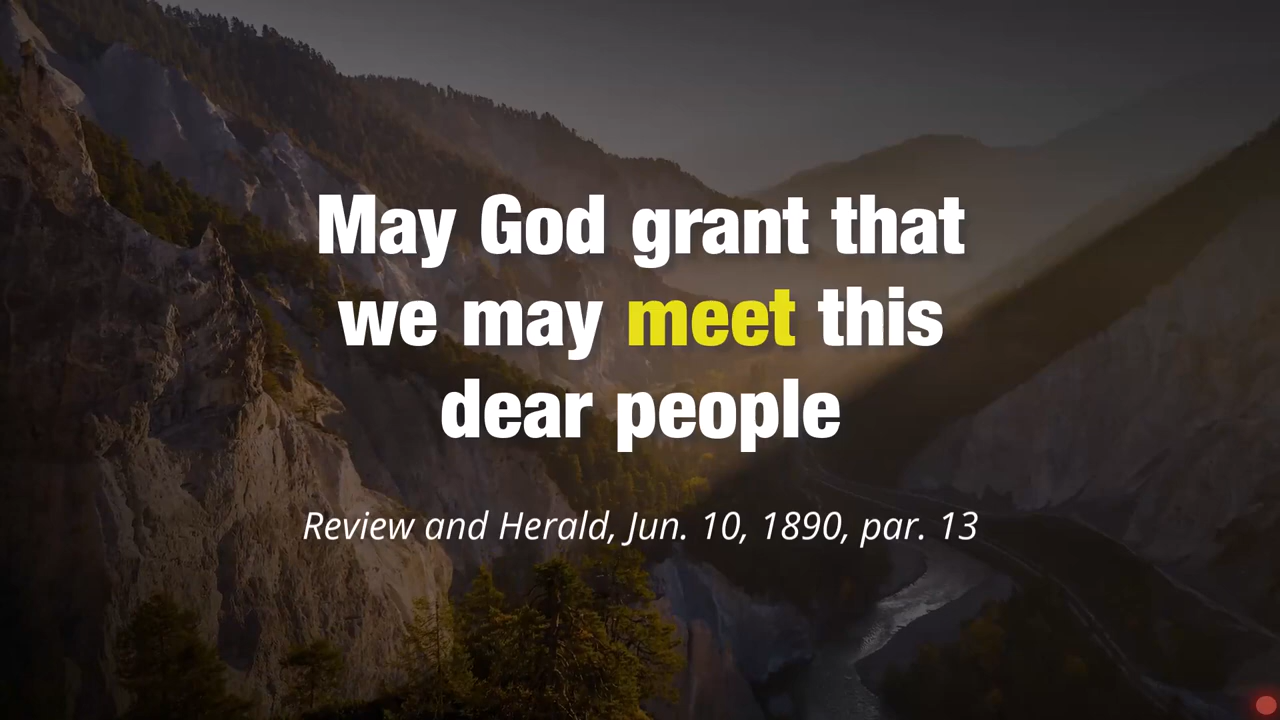 May God grant that
we may meet this
dear people
Review and Herald, Jun. 10, 1890, par. 13